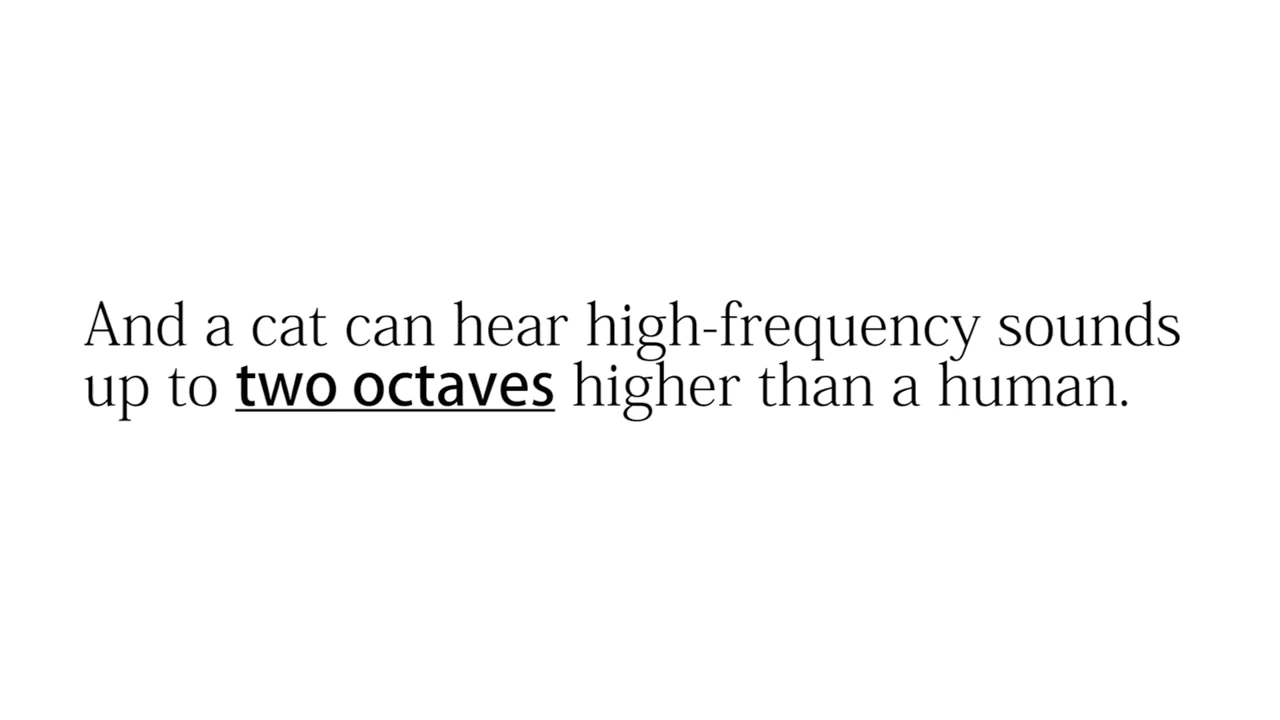 And a cat can hear high-frequency sounds
up to two octaves higher than a human.